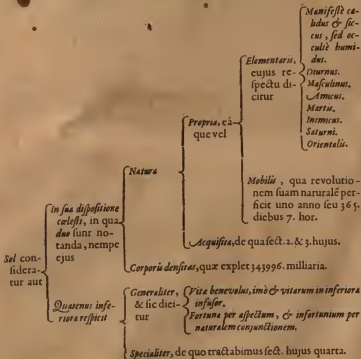 Manifestè ca-
lidus & sic-
cus, sed oc-
cultè humi-
dus.
Diurnus.
Masculinus.
Amicus.
Martis.
Inimicus.
Saturni.
Orientalis.
Elementaris,
cujus re-
spectu di-
citur
Propria, eá-
que vel
Mobilis, qua revolutio-
nem suam naturalē per-
ficit uno anno seu 365.
diebus 7. hor.
Natura
Acquisita, de qua sect. 2. & 3. hujus.
In sua dispositione
cœlesti, in qua
duo sunt no-
tanda, nempe
ejus
Corporis densitas, quæ explet 343996. milliaria.
Sol con-
sidera-
tur aut
Quatenus infe-
riora respicit
Generaliter,
& sic dici-
tur
Vita benevolus, imò & vitarum in inferiora
infusor.
Fortuna per aspectum, & infortunium per
naturalem conjunctionem.
Specialiter, de quo tractabimus sect. hujus quarta.